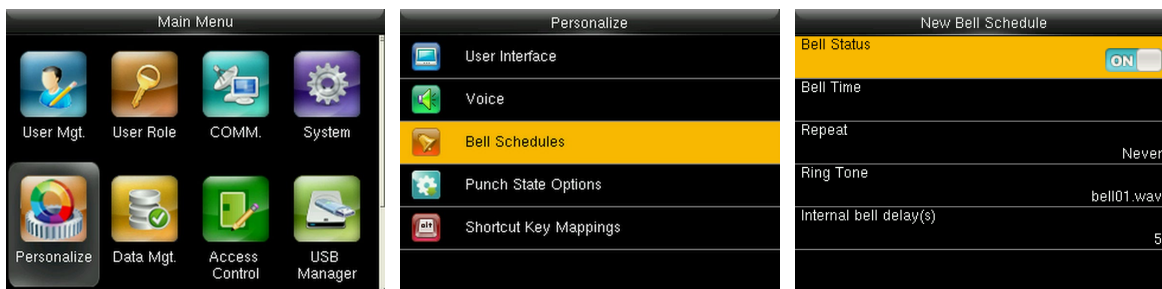 Main Menu
User Mgt.
User Role
COMM.
System
Personalize
Data Mgt.
Access
Control
USB
Manager
Personalize
User Interface
Voice
Bell Schedules
Punch State Options
alt
Shortcut Key Mappings
New Bell Schedule
Bell Status
ON
Bell Time
Repeat
Never
Ring Tone
bell01.wav
Internal bell delay(s)
5